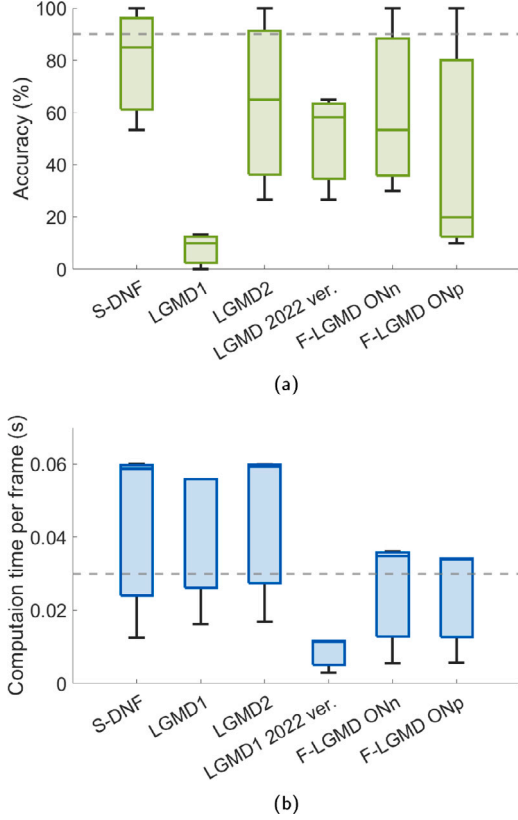 100
80
60
40
20
0
Accuracy (%)
S-DNF
LGMD1
LGMD2
LGMD 2022 ver.
F-LGMD ONn
F-LGMD ONp
(a)
0.06
0.04
0.02
0
Computaion time per frame (s)
S-DNF
LGMD1
LGMD2
LGMD1 2022 ver.
F-LGMD ONn
F-LGMD ONp
(b)